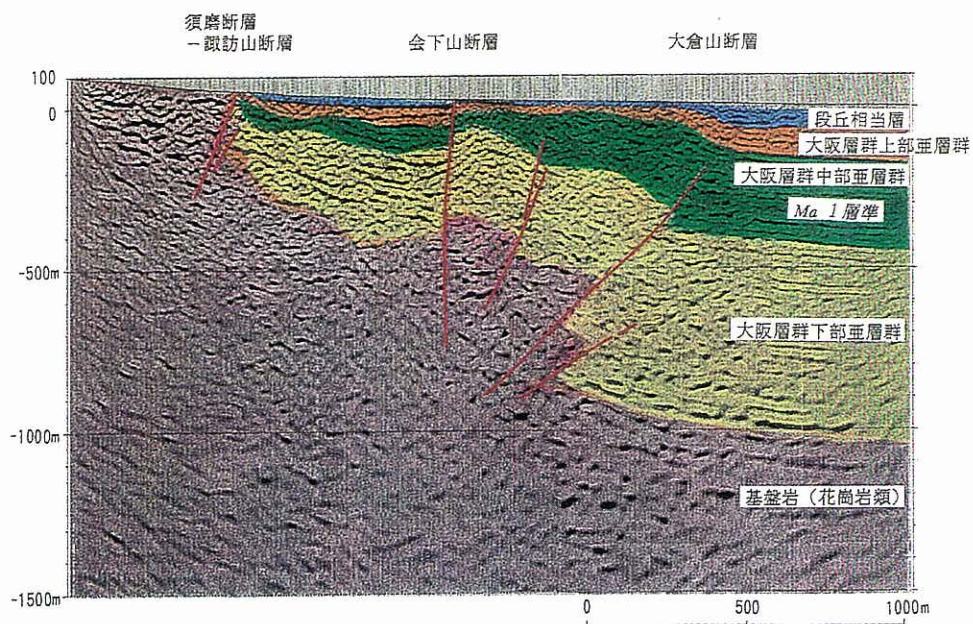 須磨断層
－諏訪山断層
会下山断層
大倉山断層
100
0
段丘相当層
大阪層群上部亜層群
大阪層群中部亜層群
Ma 1層準
-500m
大阪層群下部亜層群
-1000m
基盤岩（花崗岩類）
-1500m
0
500
1000m